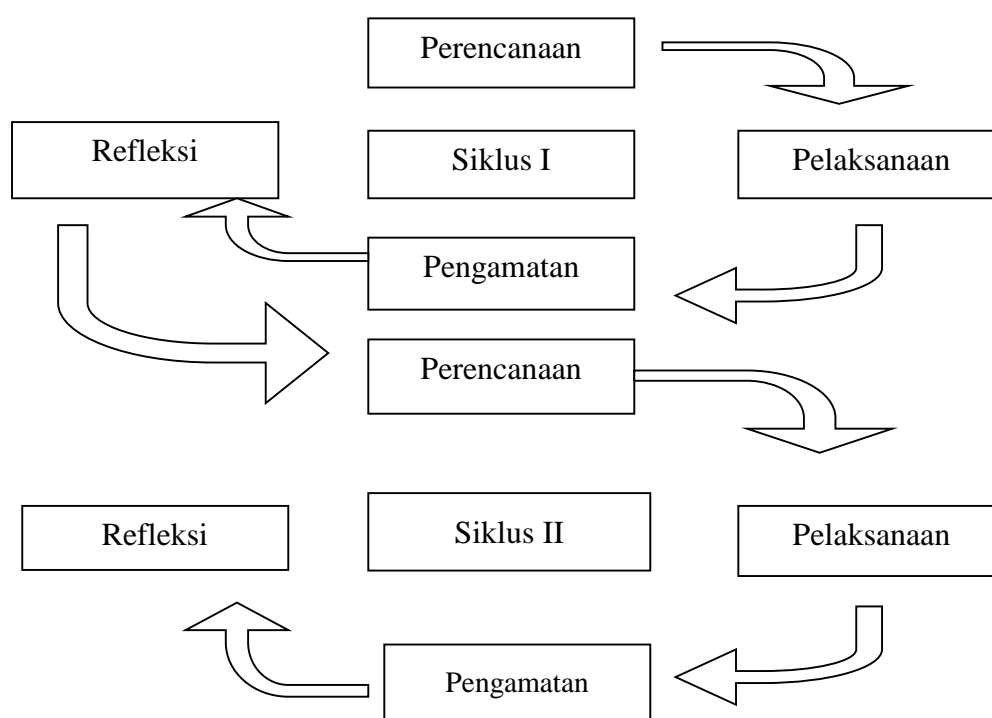 Perencanaan
Refleksi
Siklus I
Pelaksanaan
Pengamatan
Perencanaan
Refleksi
Siklus II
Pelaksanaan
Pengamatan